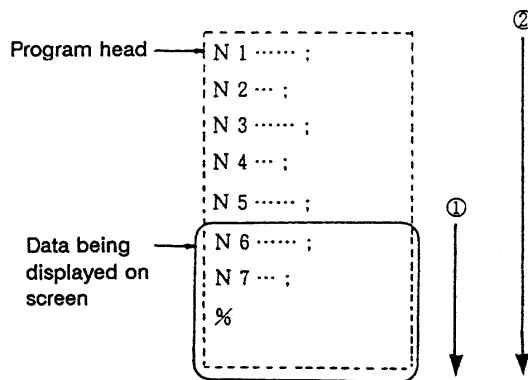 ②
Program head
N 1 ⋯⋯ ;
N 2 ⋯ ;
N 3 ⋯⋯ ;
N 4 ⋯ ;
N 5 ⋯⋯ ;
①
Data being
displayed on
screen
N 6 ⋯⋯ ;
N 7 ⋯ ;
%